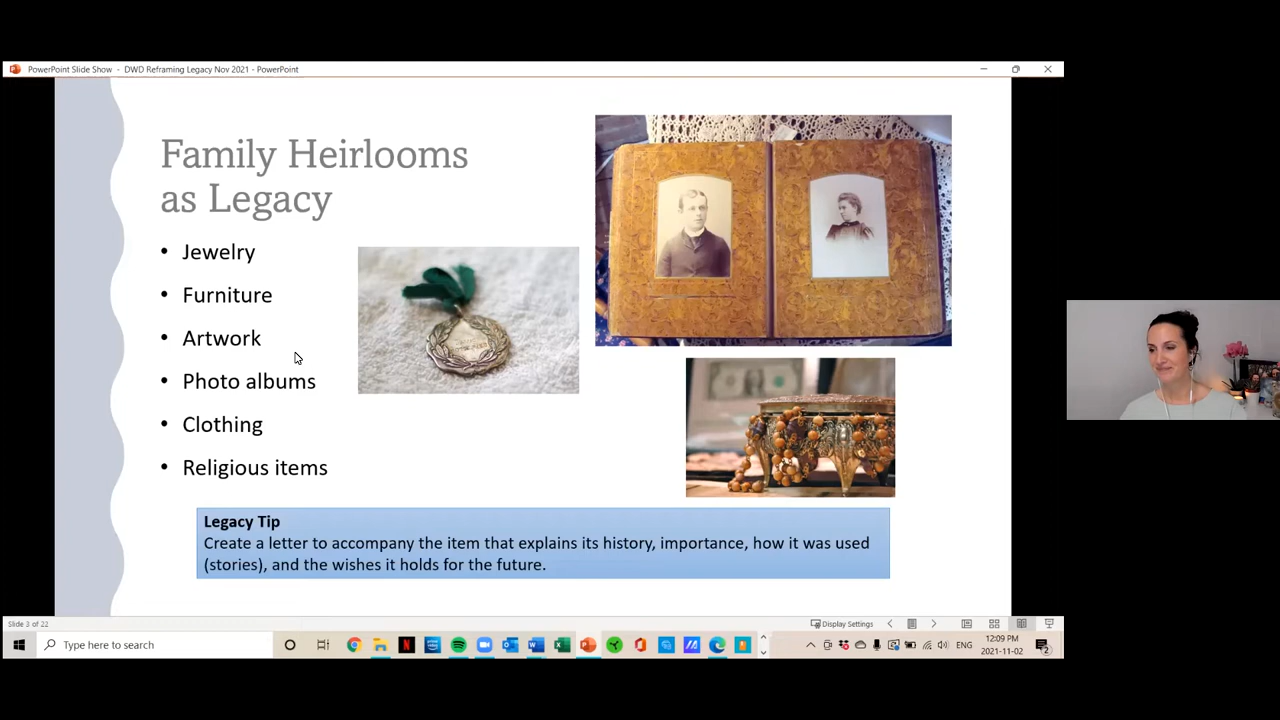 PowerPoint Slide Show - DWD Reframing Legacy Nov 2021 - PowerPoint
Family Heirlooms
as Legacy
• Jewelry
• Furniture
• Artwork
• Photo albums
• Clothing
• Religious items
Legacy Tip
Create a letter to accompany the item that explains its history, importance, how it was used
(stories), and the wishes it holds for the future.
Slide 3 of 22
Display Settings
Type here to search
ENG
12:09 PM
2021-11-02
2